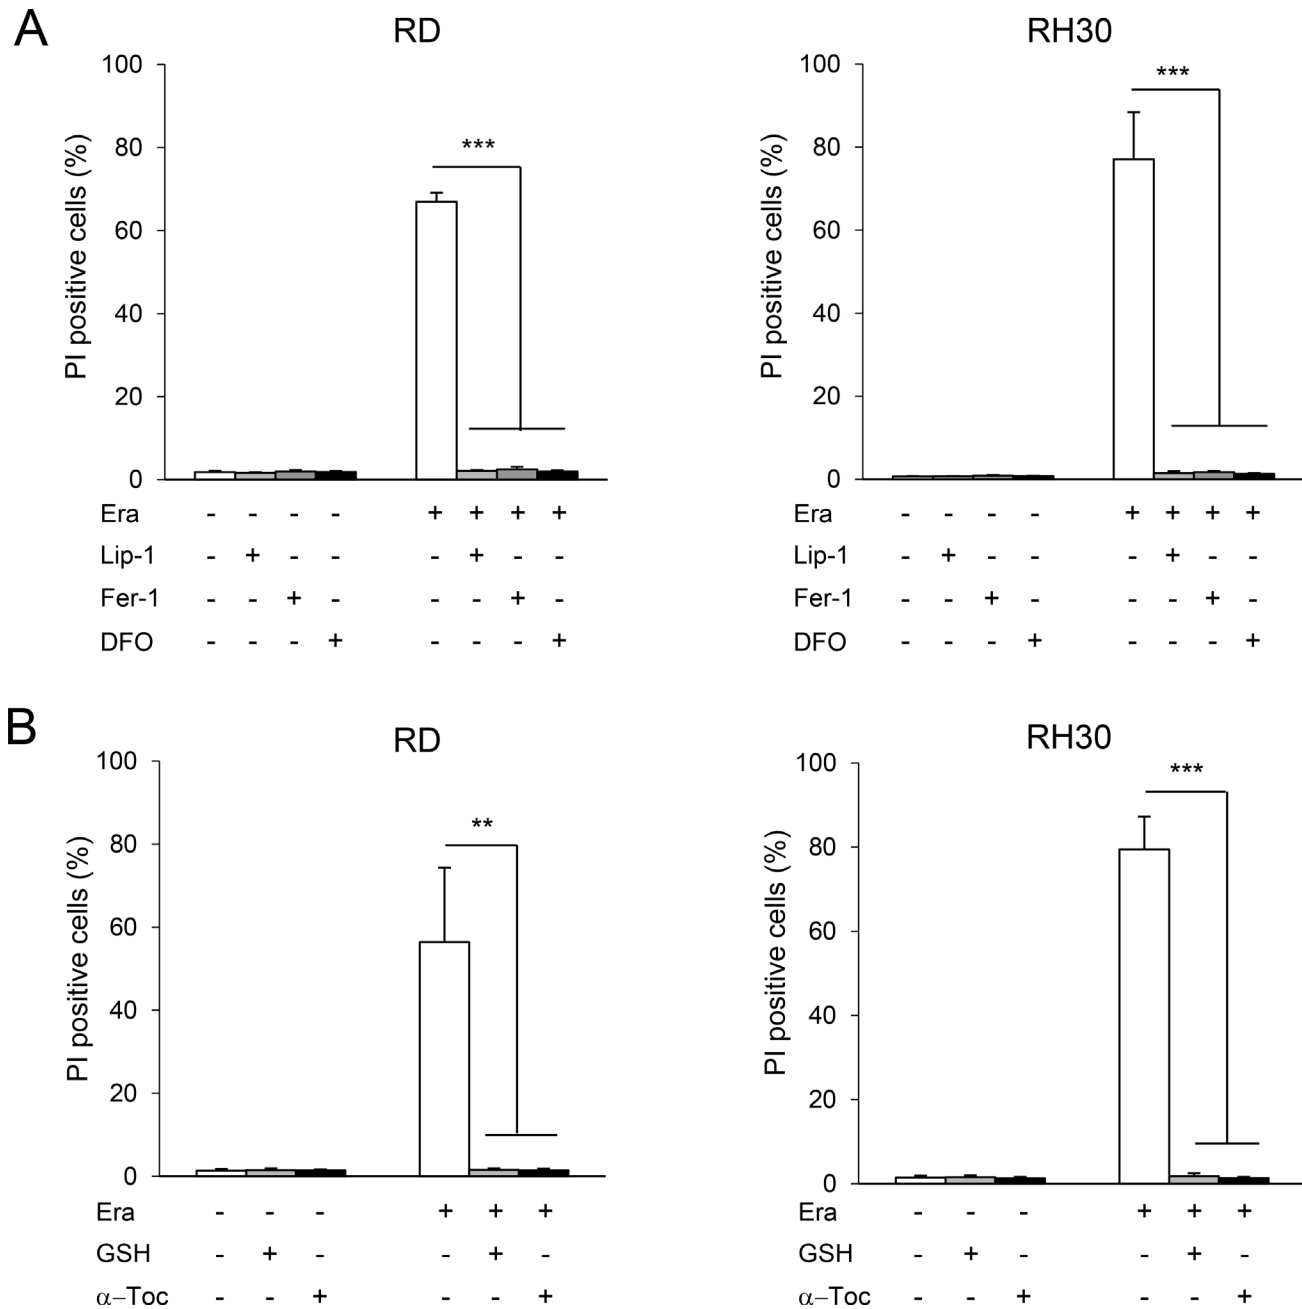 A
RD
RH30
PI positive cells (%)
100
80
60
40
20
0
***
Era - - - - + + + +
Lip-1 - + - - - + - -
Fer-1 - - + - - - + -
DFO - - - + - - - +
PI positive cells (%)
100
80
60
40
20
0
***
Era - - - - + + + +
Lip-1 - + - - - + - -
Fer-1 - - + - - - + -
DFO - - - + - - - +
B
RD
RH30
PI positive cells (%)
100
80
60
40
20
0
**
Era - - - + + +
GSH - + - - + -
α–Toc - - + - - +
PI positive cells (%)
100
80
60
40
20
0
***
Era - - - + + +
GSH - + - - + -
α–Toc - - + - - +